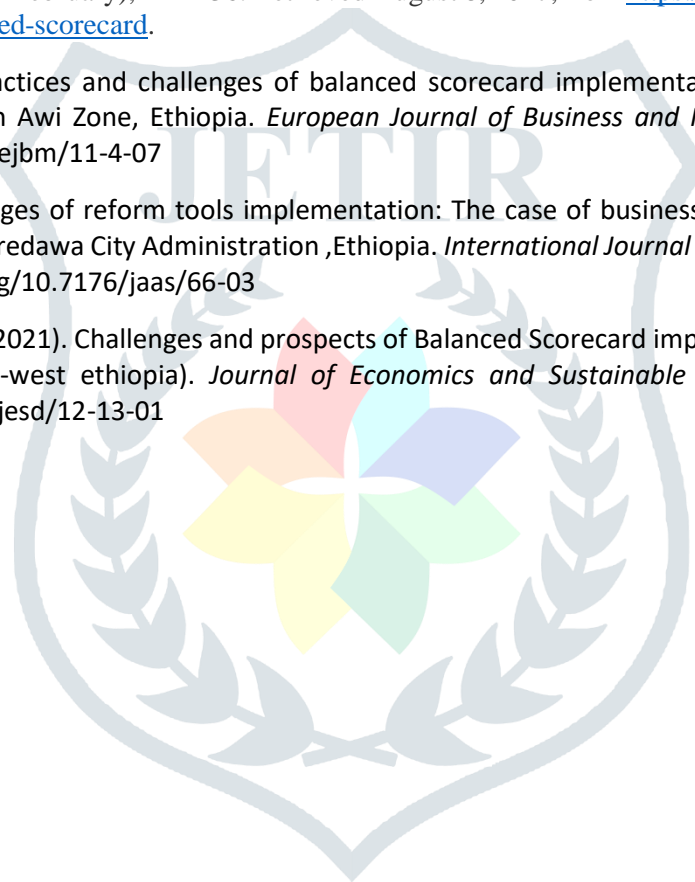 ed-scorecard.
actices and challenges of balanced scorecard implementa
n Awi Zone, Ethiopia. European Journal of Business and
ejbm/11-4-07
JETIR
ges of reform tools implementation: The case of business
redawa City Administration ,Ethiopia. International Journal
g/10.7176/jaas/66-03
2021). Challenges and prospects of Balanced Scorecard imp
-west ethiopia). Journal of Economics and Sustainable
jesd/12-13-01